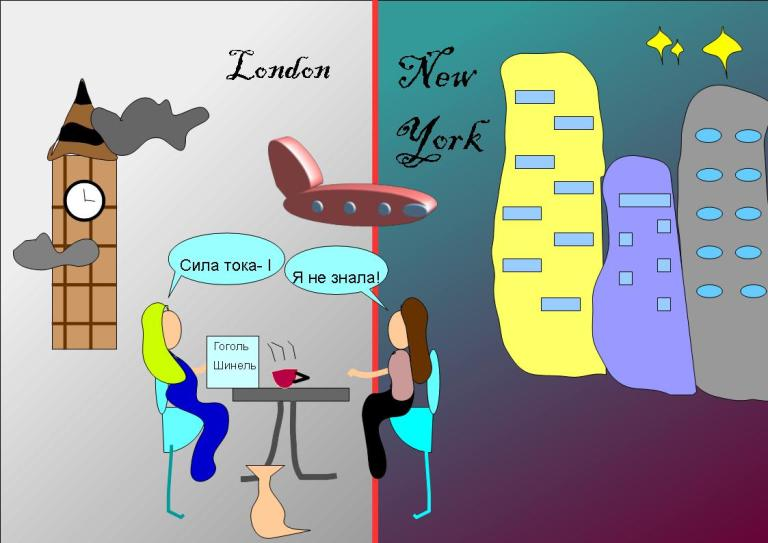 London
New
York
Сила тока- I
Я не знала!
Гоголь
Шинель